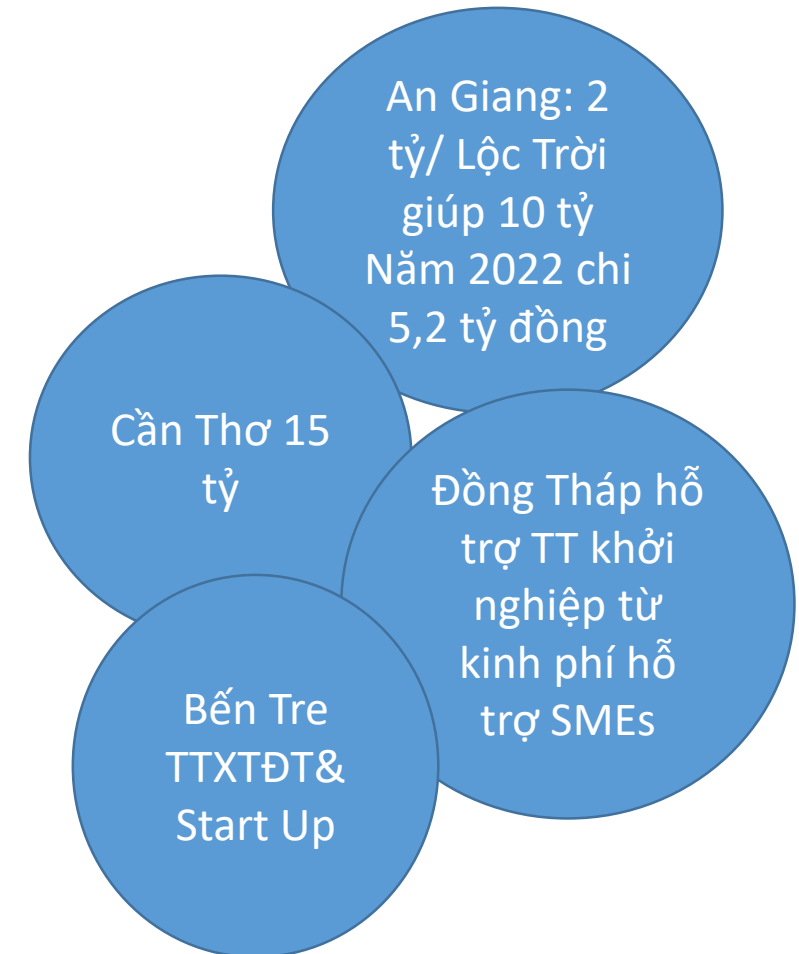 An Giang: 2
tỷ/ Lộc Trời
giúp 10 tỷ
Năm 2022 chi
5,2 tỷ đồng
Cần Thơ 15
tỷ
Đồng Tháp hỗ
trợ TT khởi
nghiệp từ
kinh phí hỗ
trợ SMEs
Bến Tre
TTXTĐT&
Start Up